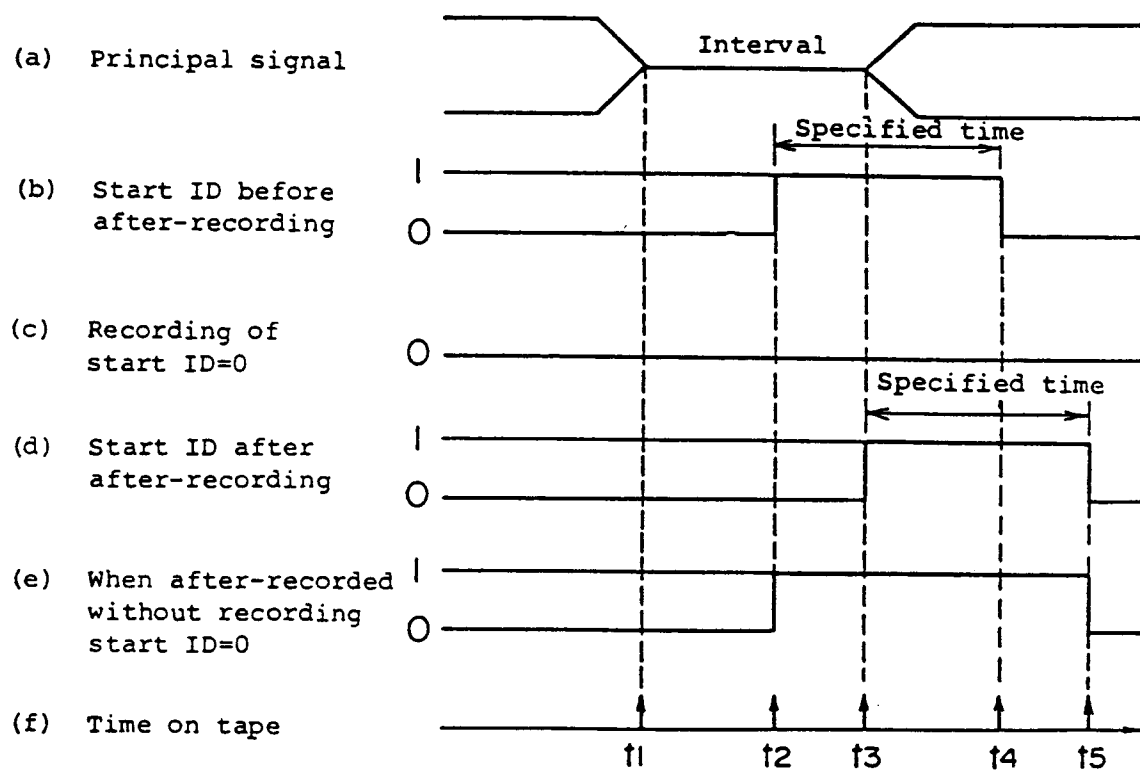 (a) Principal signal
Interval
Specified time
(b) Start ID before
after-recording
1
0
(c) Recording of
start ID=0
0
Specified time
(d) Start ID after
after-recording
1
0
(e) When after-recorded
without recording
start ID=0
1
0
(f) Time on tape
t1 t2 t3 t4 t5